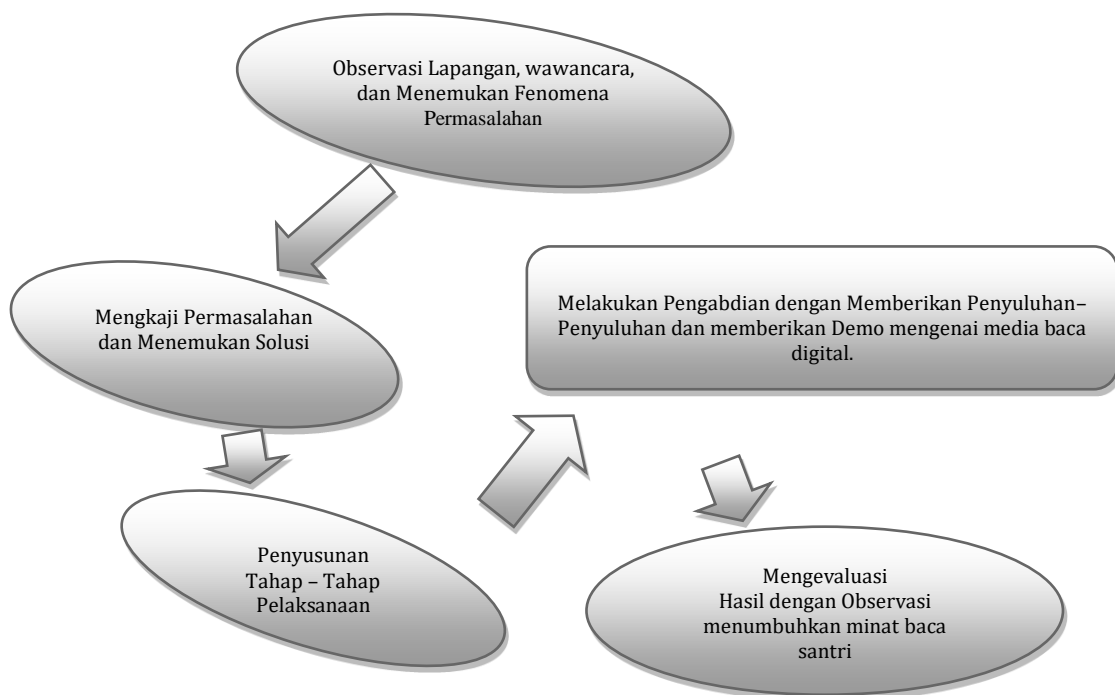 Observasi Lapangan, wawancara,
dan Menemukan Fenomena
Permasalahan
Mengkaji Permasalahan
dan Menemukan Solusi
Penyusunan
Tahap – Tahap
Pelaksanaan
Melakukan Pengabdian dengan Memberikan Penyuluhan–
Penyuluhan dan memberikan Demo mengenai media baca
digital.
Mengevaluasi
Hasil dengan Observasi
menumbuhkan minat baca
santri